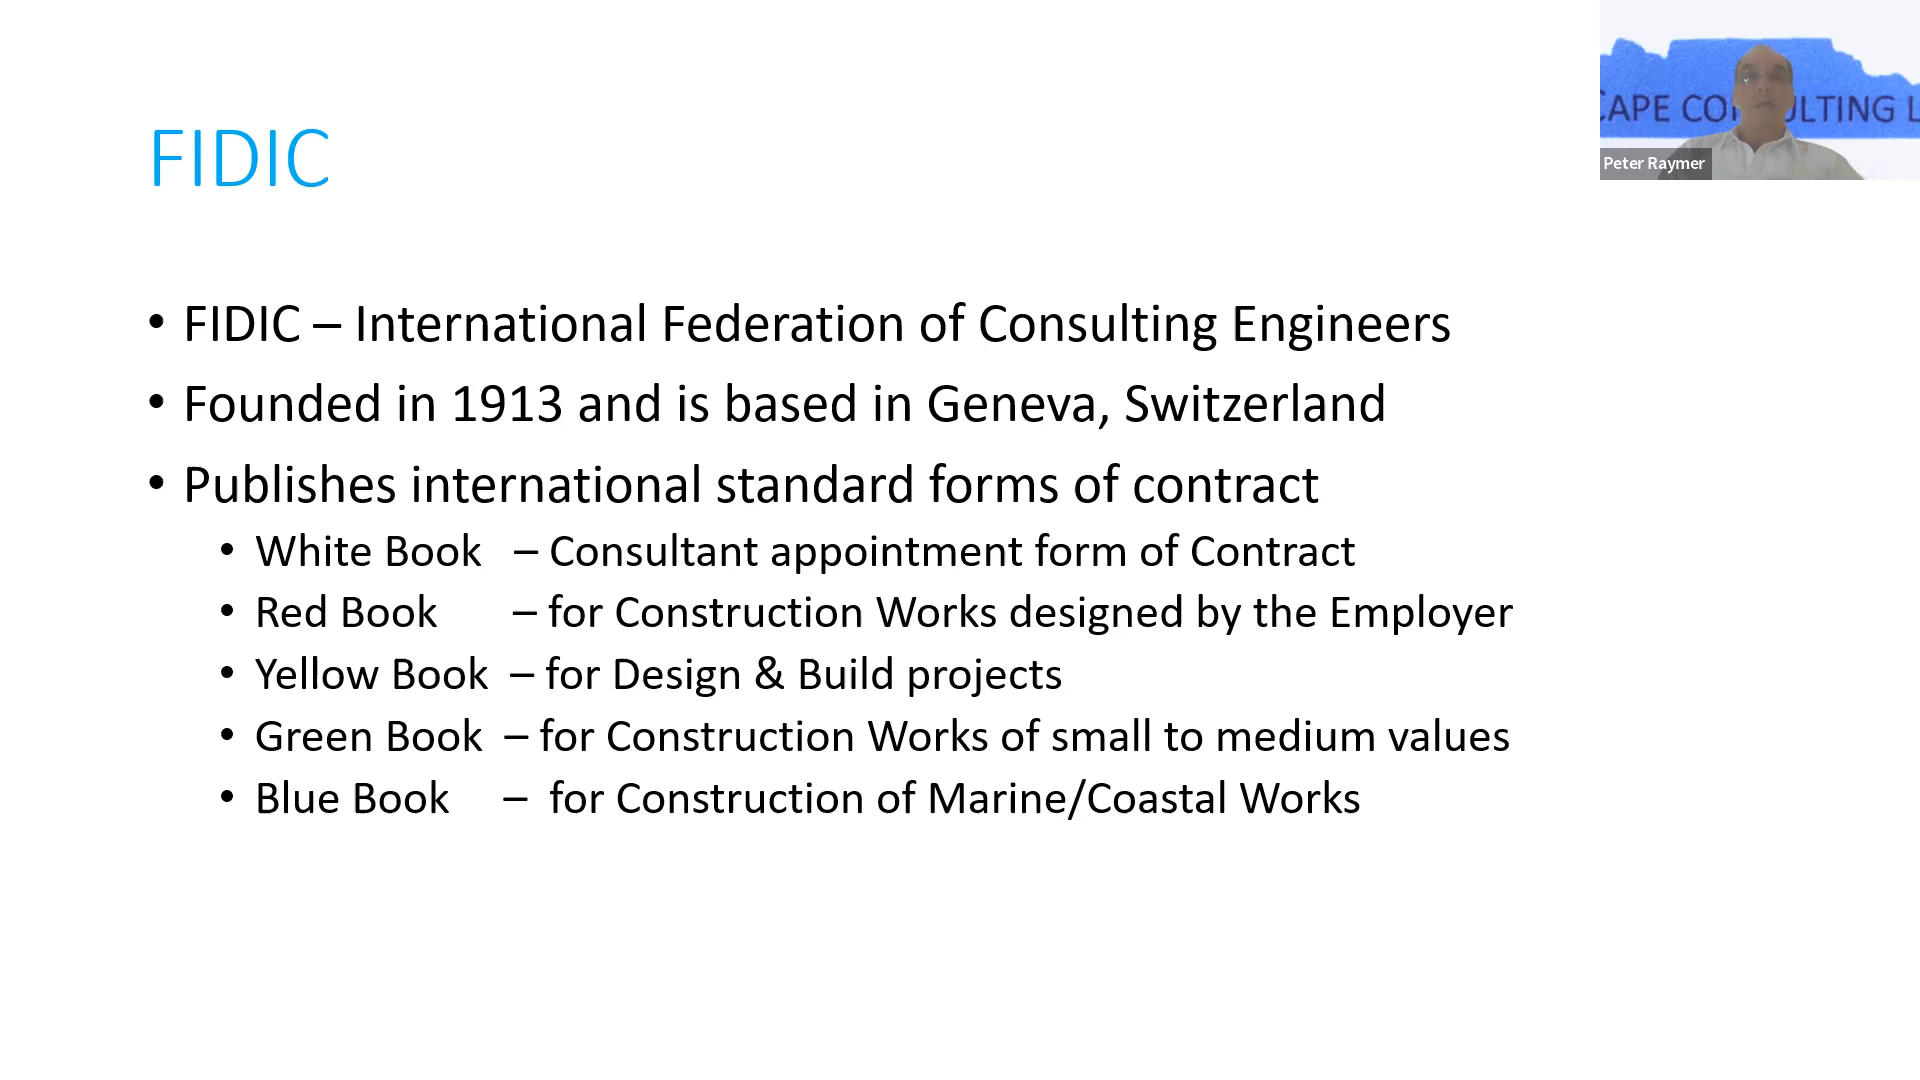 FIDIC
• FIDIC – International Federation of Consulting Engineers
• Founded in 1913 and is based in Geneva, Switzerland
• Publishes international standard forms of contract
• White Book – Consultant appointment form of Contract
• Red Book – for Construction Works designed by the Employer
• Yellow Book – for Design & Build projects
• Green Book – for Construction Works of small to medium values
• Blue Book – for Construction of Marine/Coastal Works
Peter Raymer